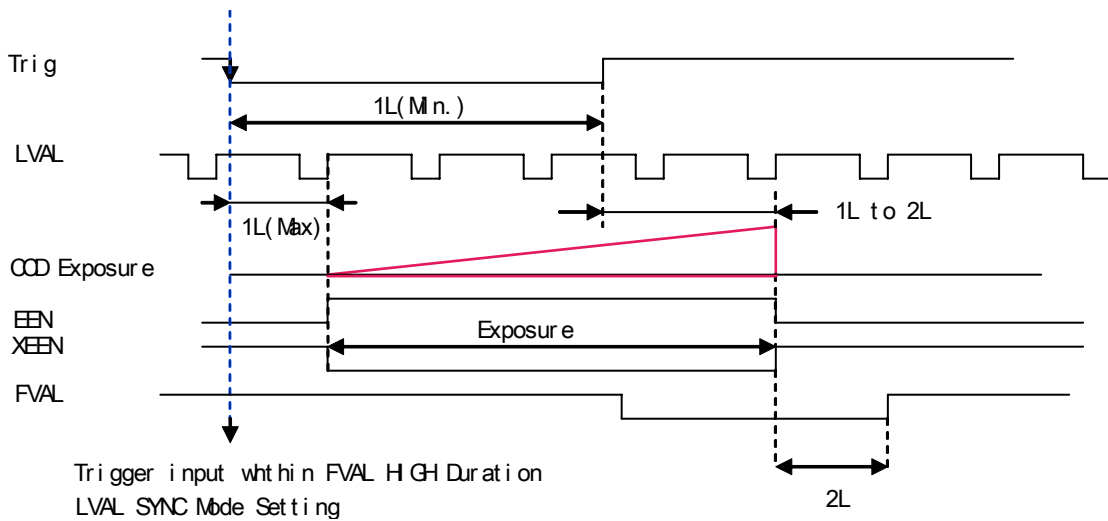 Trig
1L(Min.)
LVAL
1L(Max)
1L to 2L
CCD Exposure
EEN
Exposure
XEEN
FVAL
Trigger input whthin FVAL HIGH Duration
LVAL SYNC Mode Setting
2L